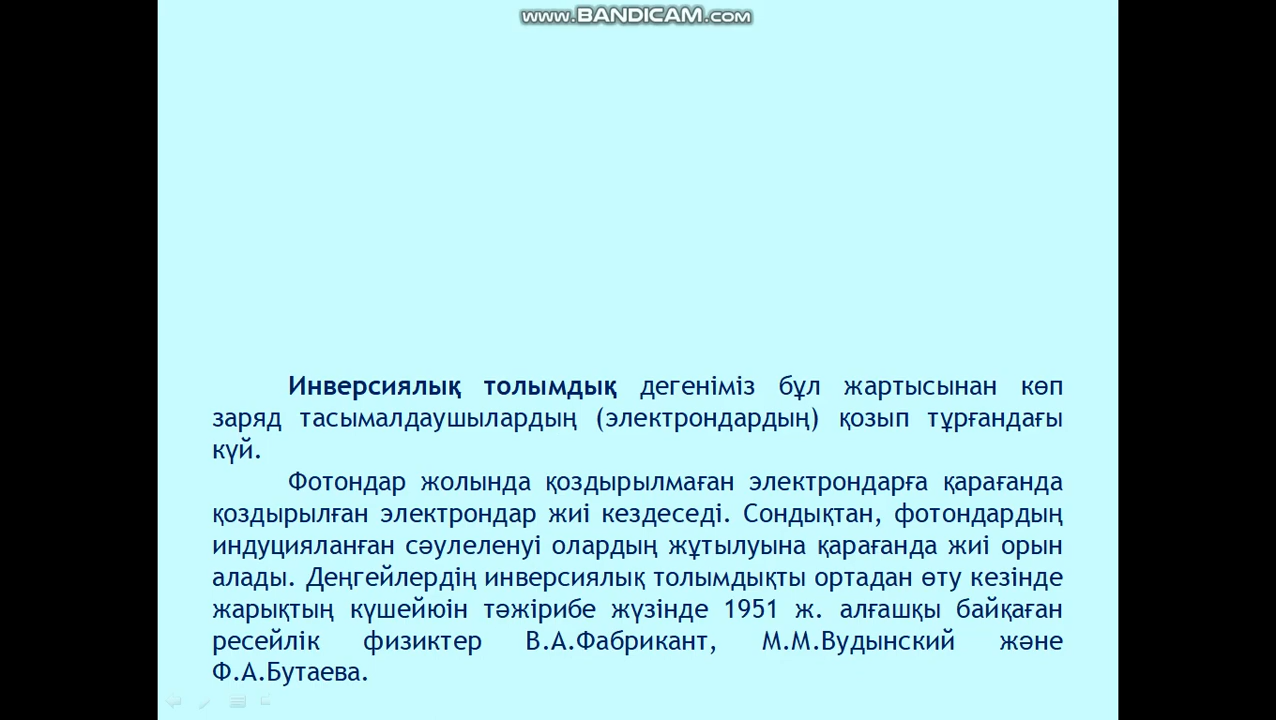 www.BANDICAM.com
Инверсиялық толымдық дегеніміз бұл жартысынан көп
заряд тасымалдаушылардың (электрондардың) қозып тұрғандағы
күй.
Фотондар жолында қоздырылмаған электрондарға қарағанда
қоздырылған электрондар жиі кездеседі. Сондықтан, фотондардың
индуцияланған сәулеленуі олардың жұтылуына қарағанда жиі орын
алады. Деңгейлердің инверсиялық толымдықты ортадан өту кезінде
жарықтың күшейюін тәжірибе жүзінде 1951 ж. алғашқы байқаған
ресейлік физиктер В.А.Фабрикант, М.М.Вудынский және
Ф.А.Бутаева.